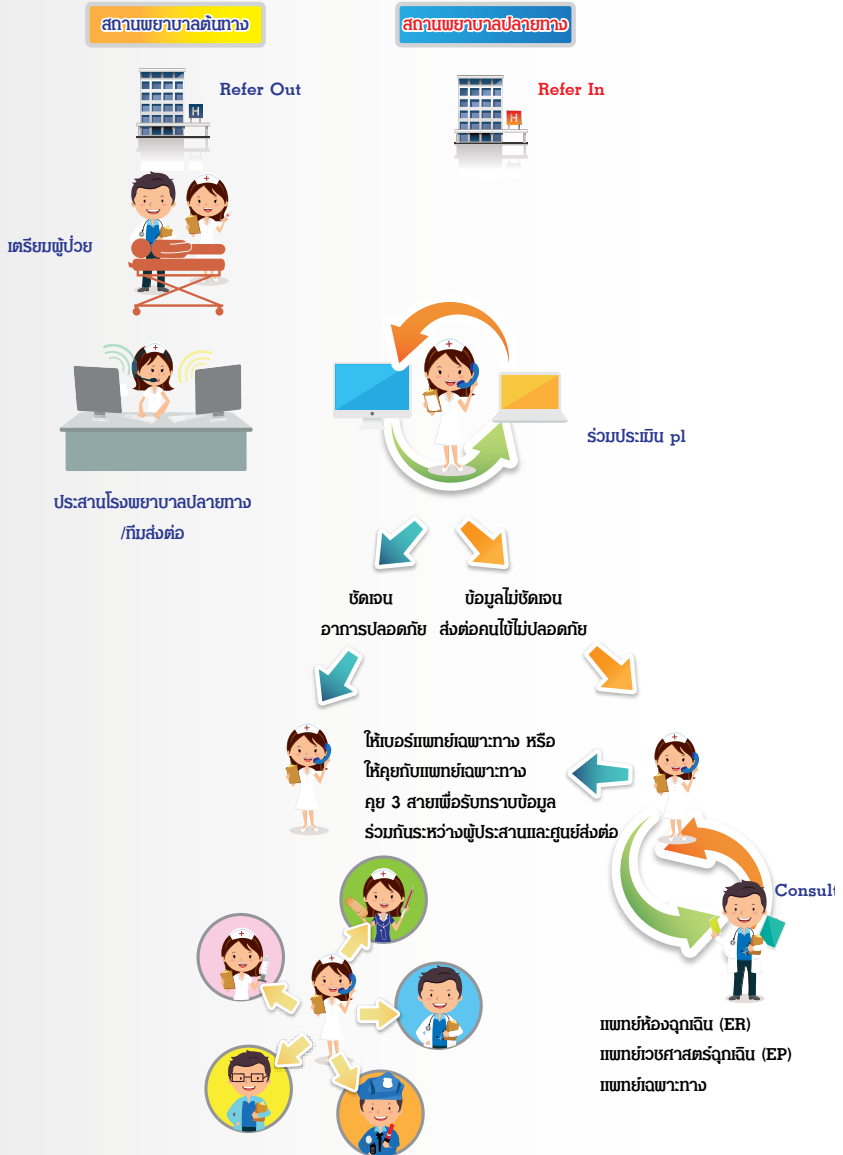 สถานพยาบาลต้นทาง
สถานพยาบาลปลายทาง
Refer Out
Refer In
H
H
เตรียมผู้ป่วย
ร่วมประเมิน pl
ประสานโรงพยาบาลปลายทาง
/ทีมส่งต่อ
ชัดเจน
อาการปลอดภัย
ข้อมูลไม่ชัดเจน
ส่งต่อคนไข้ไม่ปลอดภัย
ให้เบอร์แพทย์เฉพาะทาง หรือ
ให้คุยกับแพทย์เฉพาะทาง
คุย 3 สายเพื่อรับทราบข้อมูล
ร่วมกันระหว่างผู้ประสานและศูนย์ส่งต่อ
Consult
แพทย์ห้องฉุกเฉิน (ER)
แพทย์เวชศาสตร์ฉุกเฉิน (EP)
แพทย์เฉพาะทาง